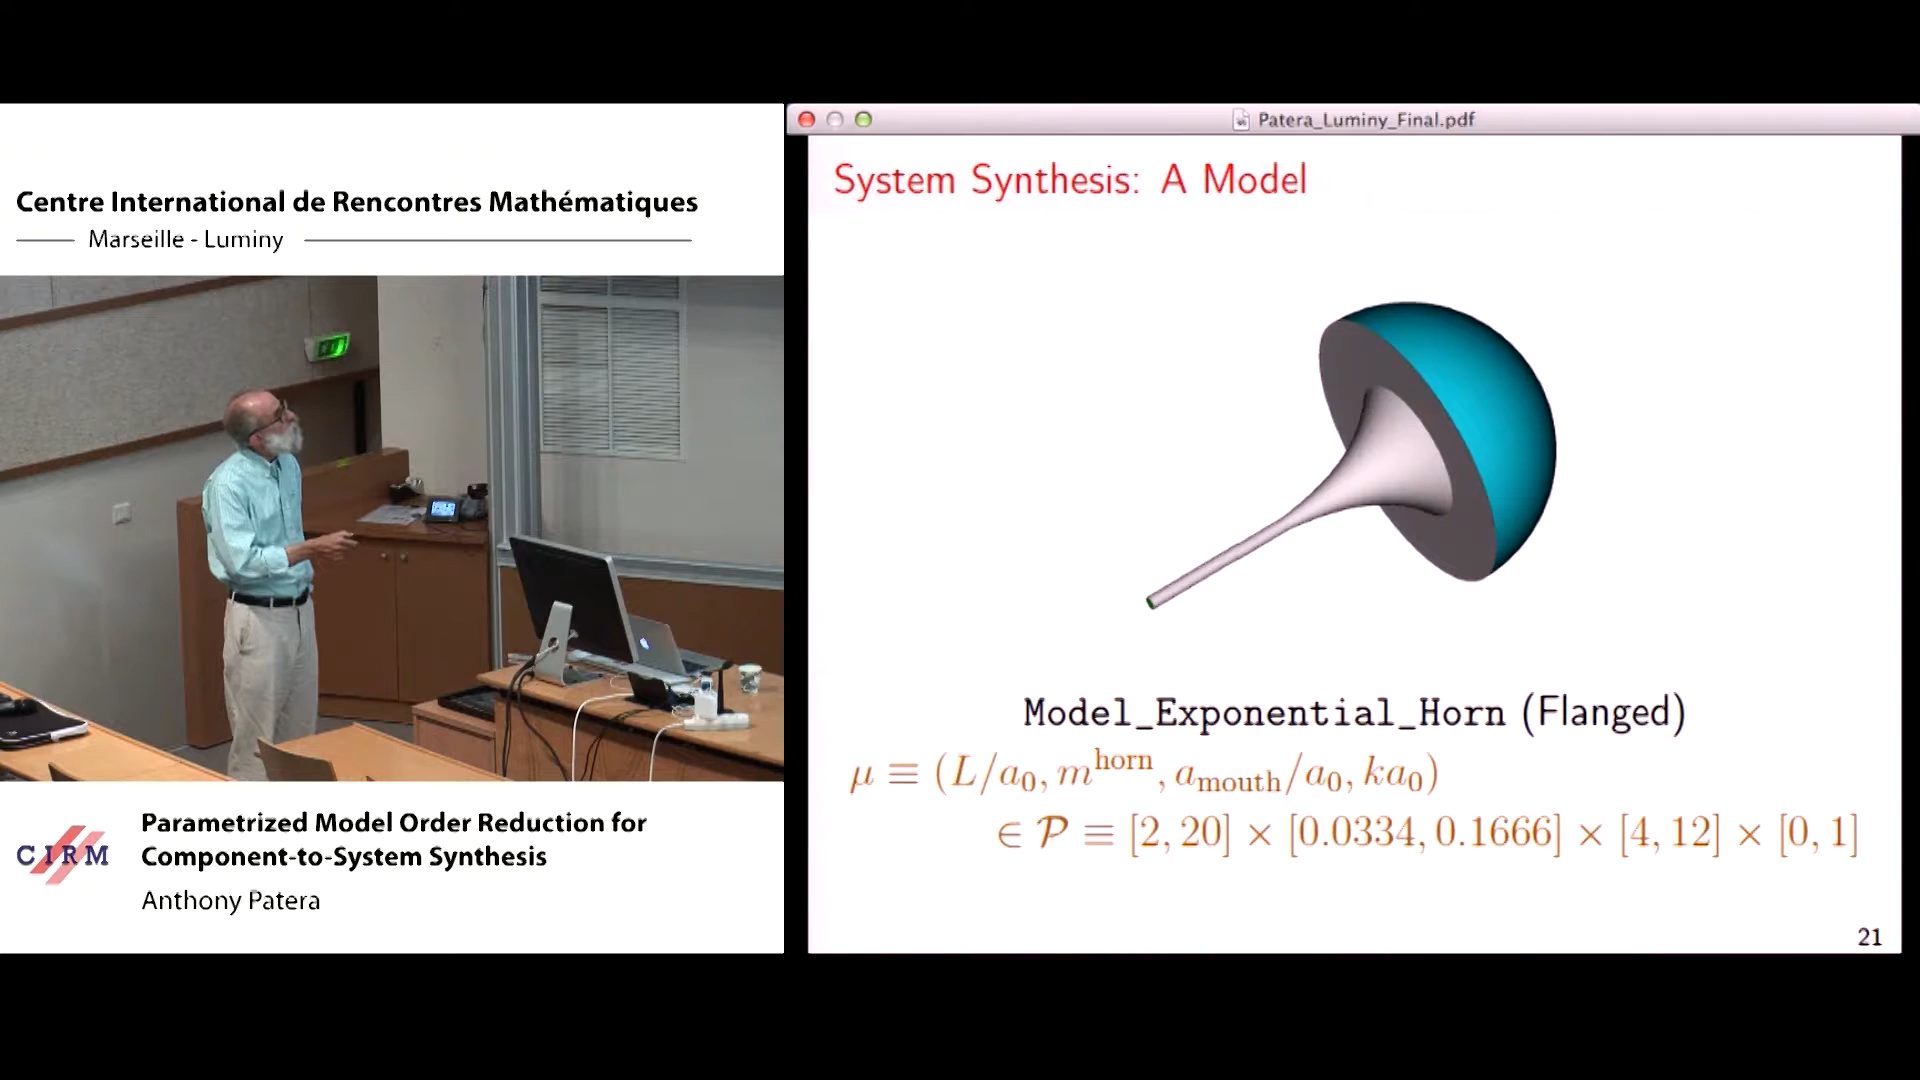 Centre International de Rencontres Mathématiques
Marseille - Luminy
CIRM
Parametrized Model Order Reduction for
Component-to-System Synthesis
Anthony Patera
Patera_Luminy_Final.pdf
System Synthesis: A Model
Model_Exponential_Horn (Flanged)
μ ≡ (L/a₀, m^horn, a_mouth/a₀, ka₀)
∈ 𝒫 ≡ [2, 20] × [0.0334, 0.1666] × [4, 12] × [0, 1]
21